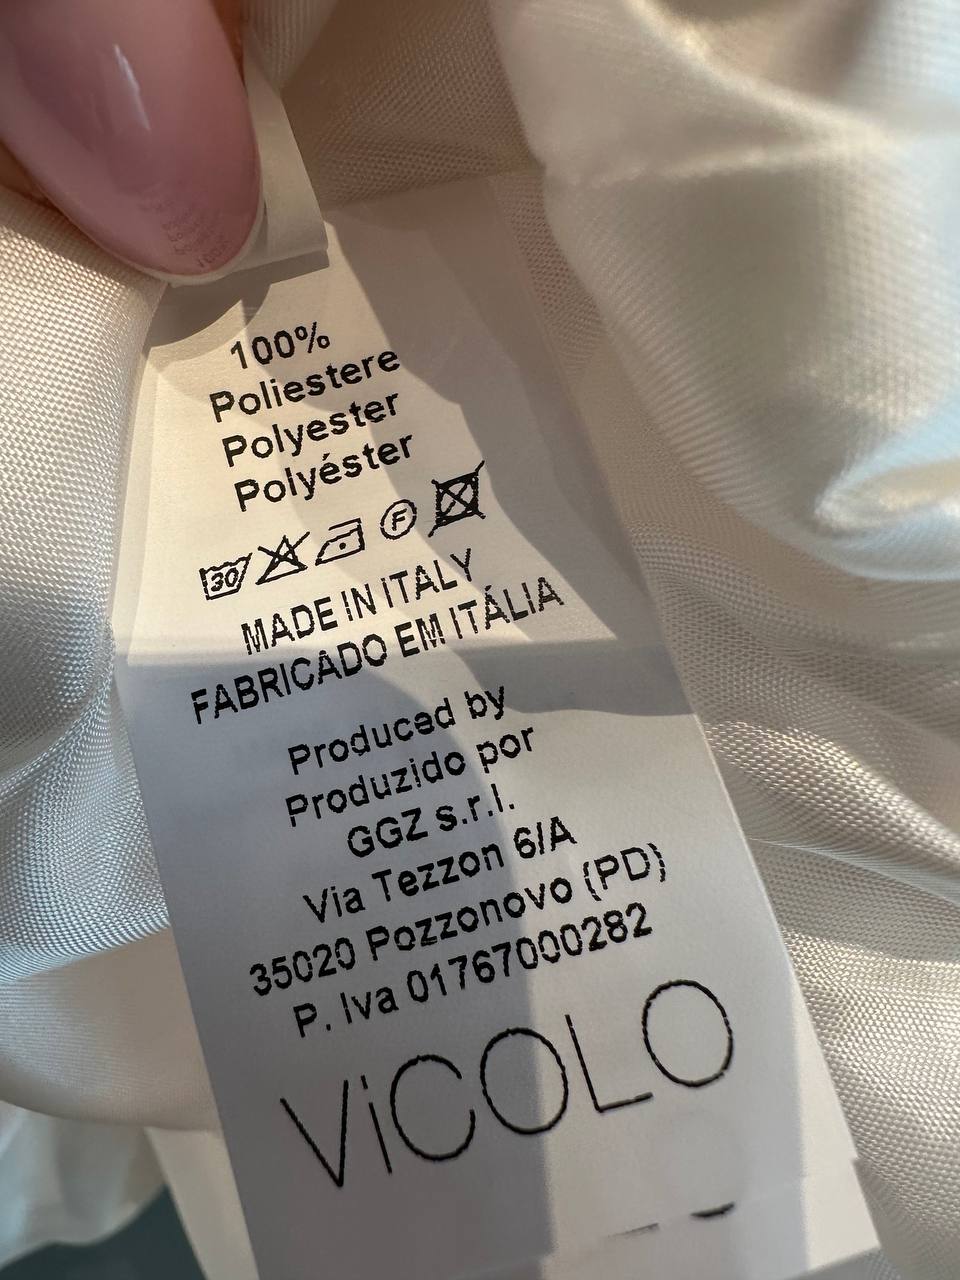 100%
Poliestere
Polyester
Polyéster
30 F
MADE IN ITALY
FABRICADO EM ITÁLIA
Produced by
Produzido por
GGZ s.r.l.
Via Tezzon 6/A
35020 Pozzonovo (PD)
P. Iva 01767000282
ViCOLO